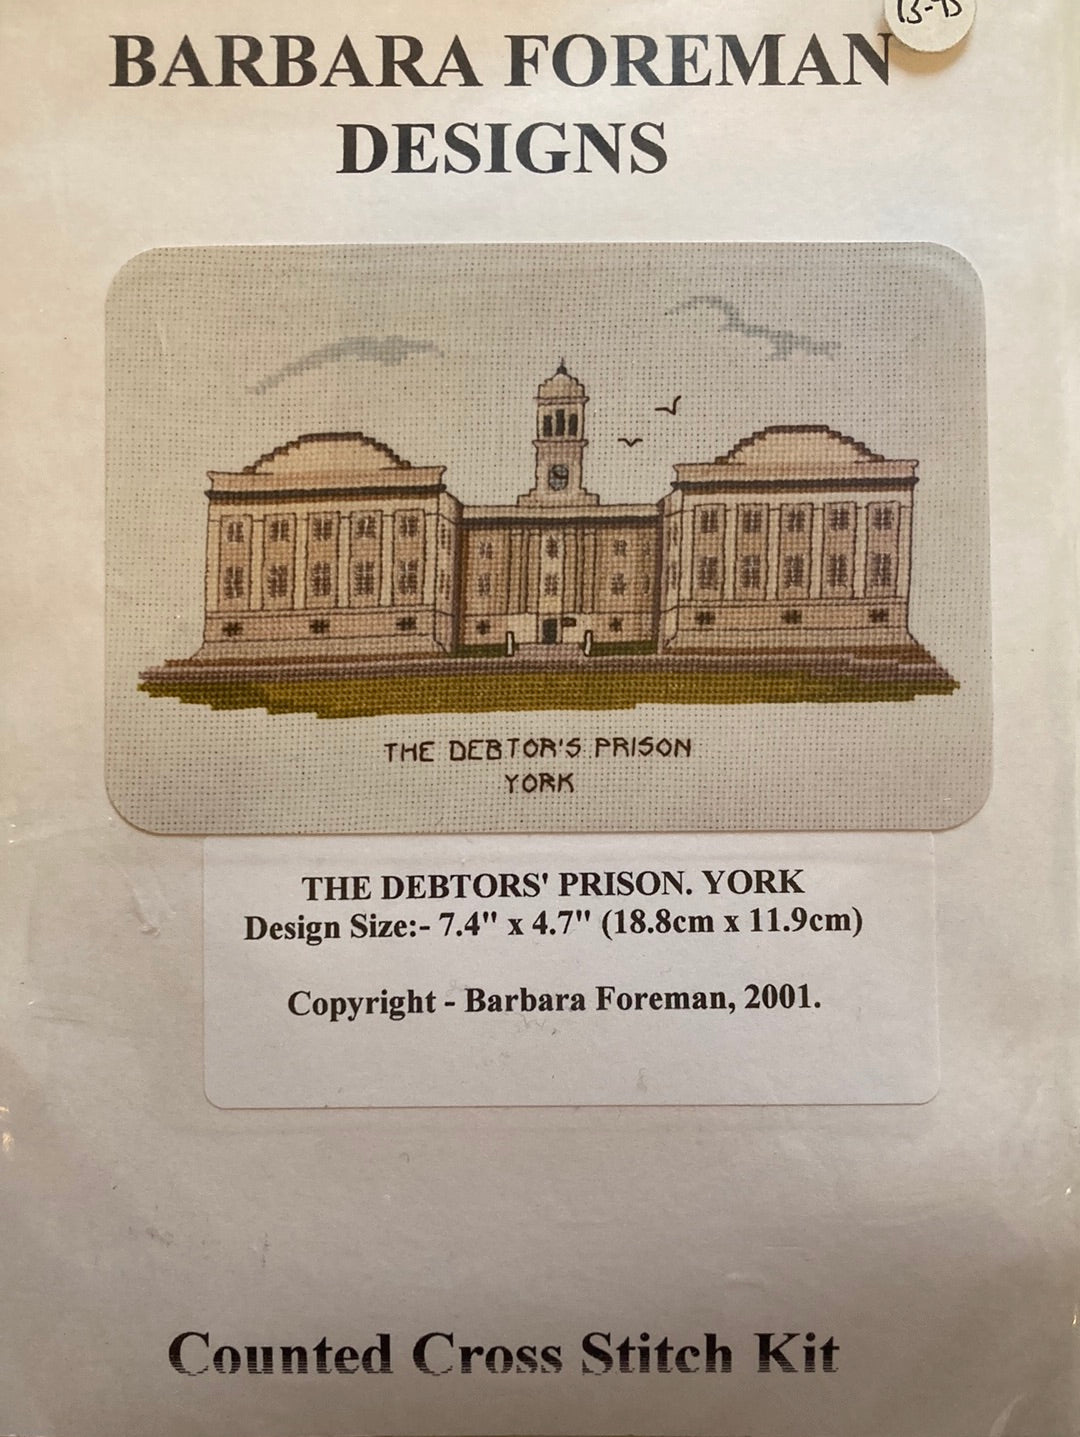 BARBARA FOREMAN
DESIGNS
THE DEBTOR'S PRISON
YORK
THE DEBTORS' PRISON. YORK
Design Size:- 7.4" x 4.7" (18.8cm x 11.9cm)
Copyright - Barbara Foreman, 2001.
Counted Cross Stitch Kit